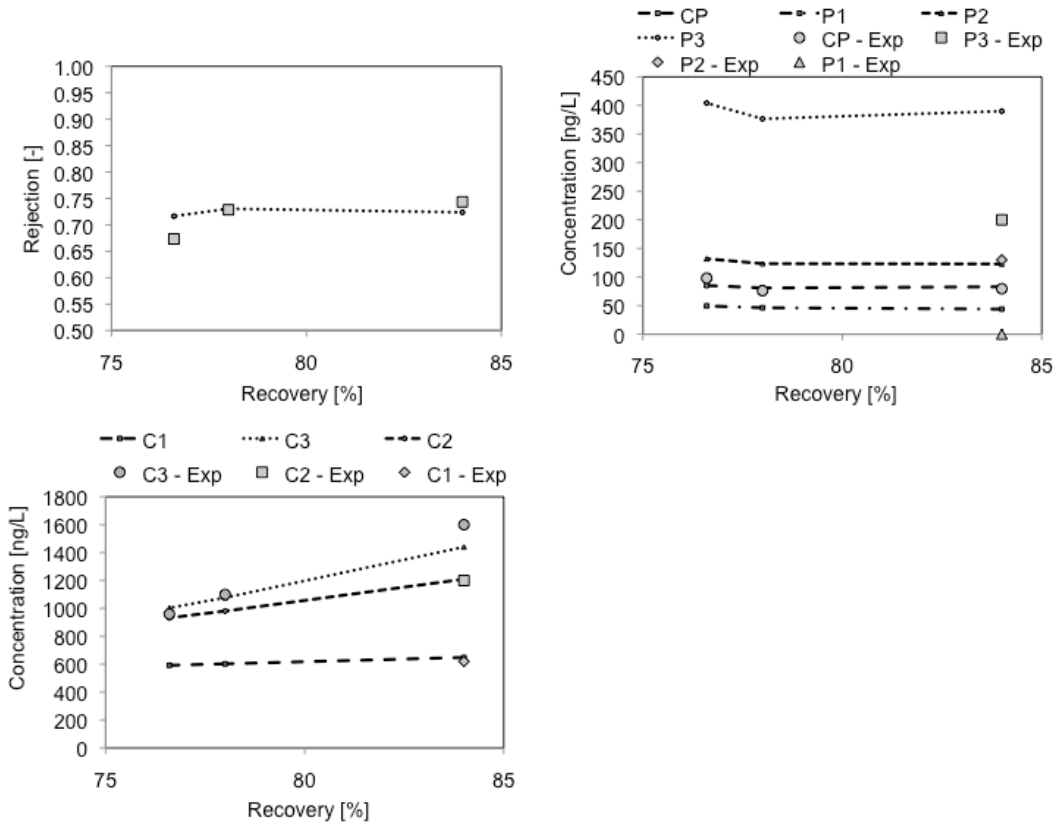 1.00
0.95
0.90
0.85
0.80
0.75
0.70
0.65
0.60
0.55
0.50
Rejection [-]
75 80 85
Recovery [%]
CP P1 P2
P3 CP - Exp P3 - Exp
P2 - Exp P1 - Exp
450
400
350
300
250
200
150
100
50
0
Concentration [ng/L]
75 80 85
Recovery [%]
C1 C3 C2
C3 - Exp C2 - Exp C1 - Exp
1800
1600
1400
1200
1000
800
600
400
200
0
Concentration [ng/L]
75 80 85
Recovery [%]